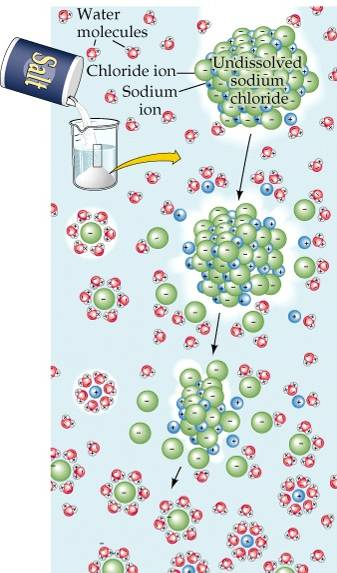 Water
molecules
Chloride ion
Sodium
ion
Undissolved
sodium
chloride
Salt